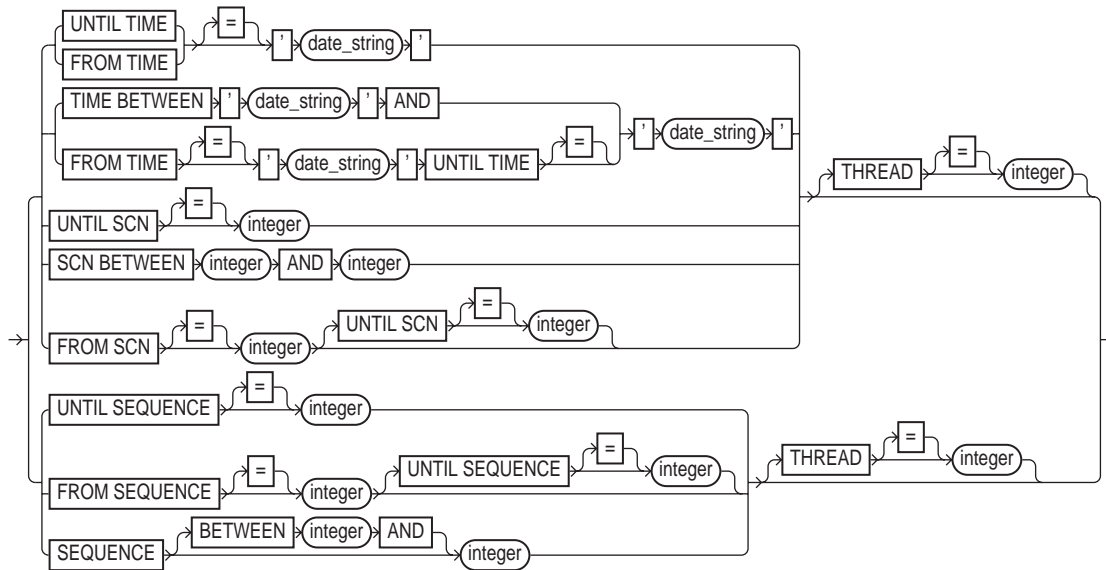 UNTIL TIME
FROM TIME
= ' date_string '
TIME BETWEEN ' date_string ' AND
FROM TIME = ' date_string ' UNTIL TIME =
' date_string '
THREAD = integer
UNTIL SCN = integer
SCN BETWEEN integer AND integer
FROM SCN = integer UNTIL SCN = integer
UNTIL SEQUENCE = integer
FROM SEQUENCE = integer UNTIL SEQUENCE = integer
THREAD = integer
SEQUENCE BETWEEN integer AND integer